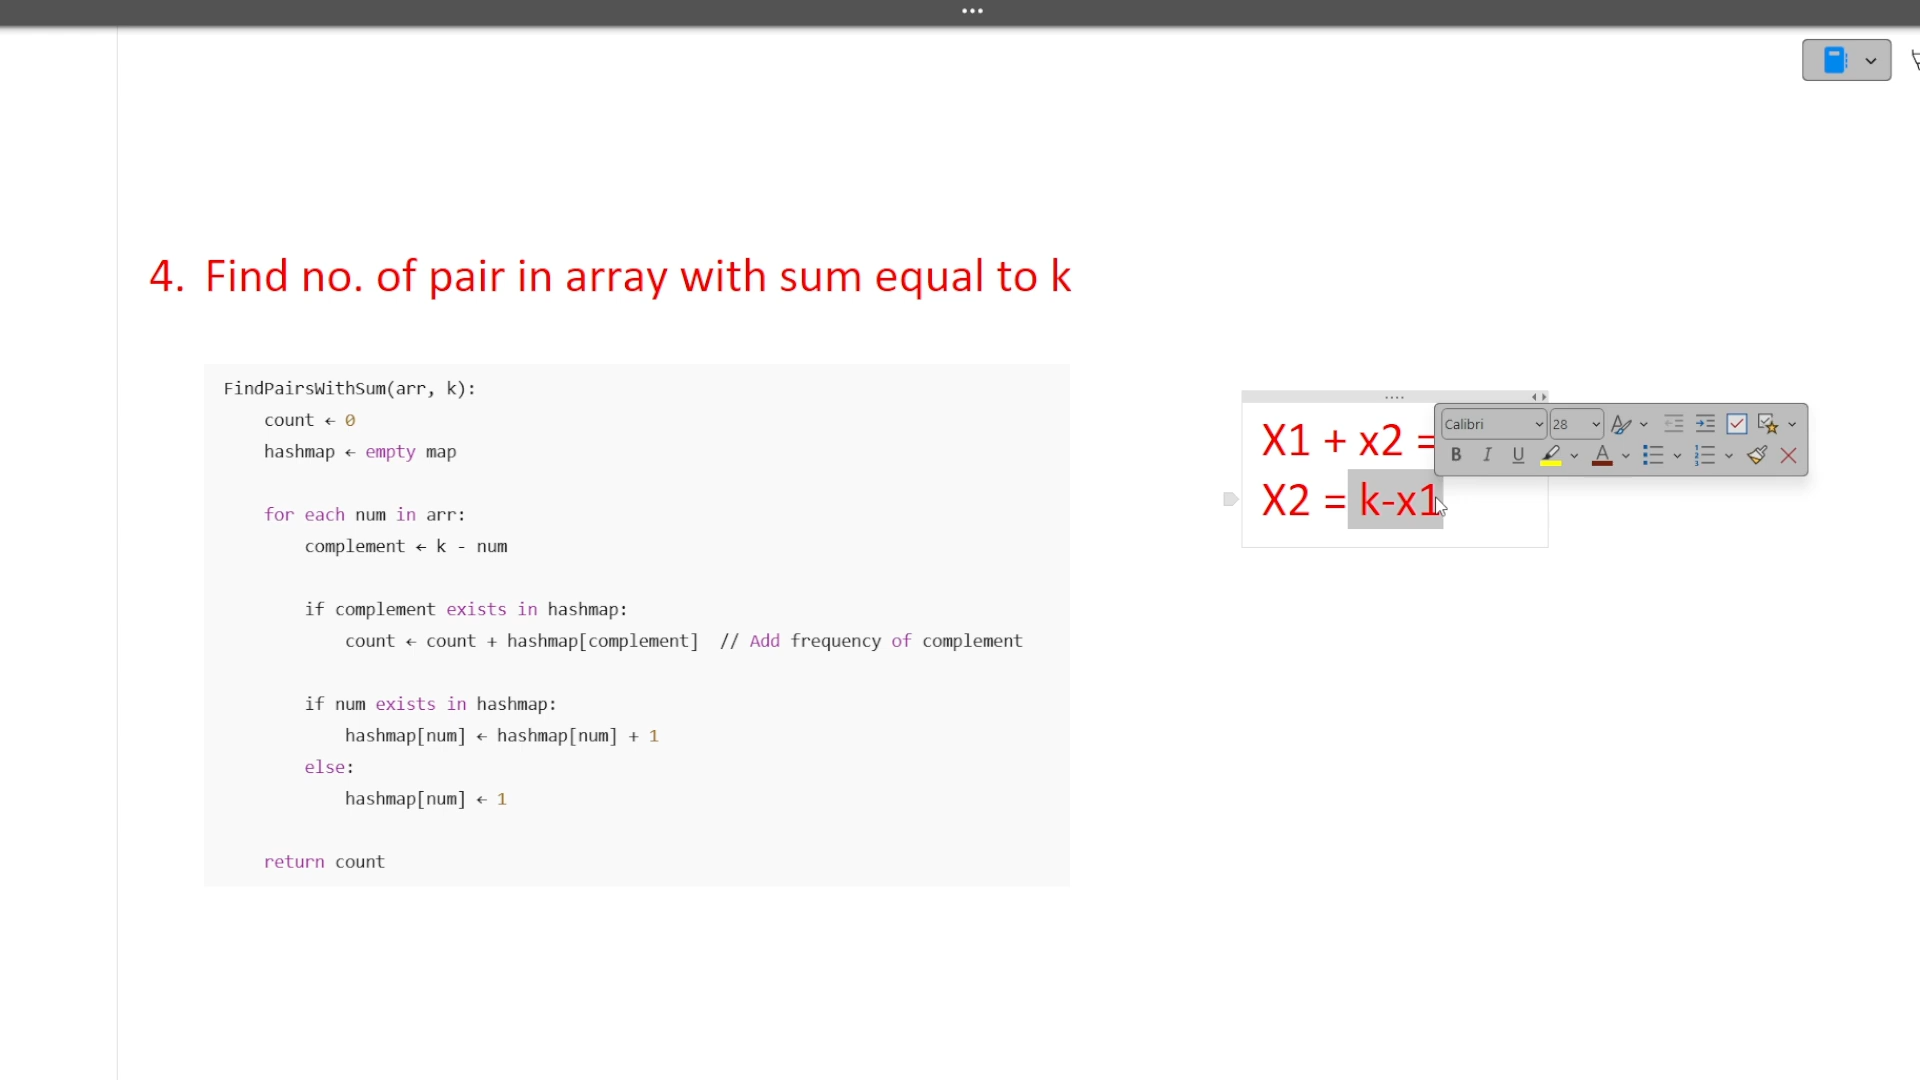 4. Find no. of pair in array with sum equal to k
FindPairsWithSum(arr, k):
count ← 0
hashmap ← empty map
for each num in arr:
complement ← k - num
if complement exists in hashmap:
count ← count + hashmap[complement] // Add frequency of complement
if num exists in hashmap:
hashmap[num] ← hashmap[num] + 1
else:
hashmap[num] ← 1
return count
X1 + x2 =
X2 = k-x1
Calibri 28
B I U A